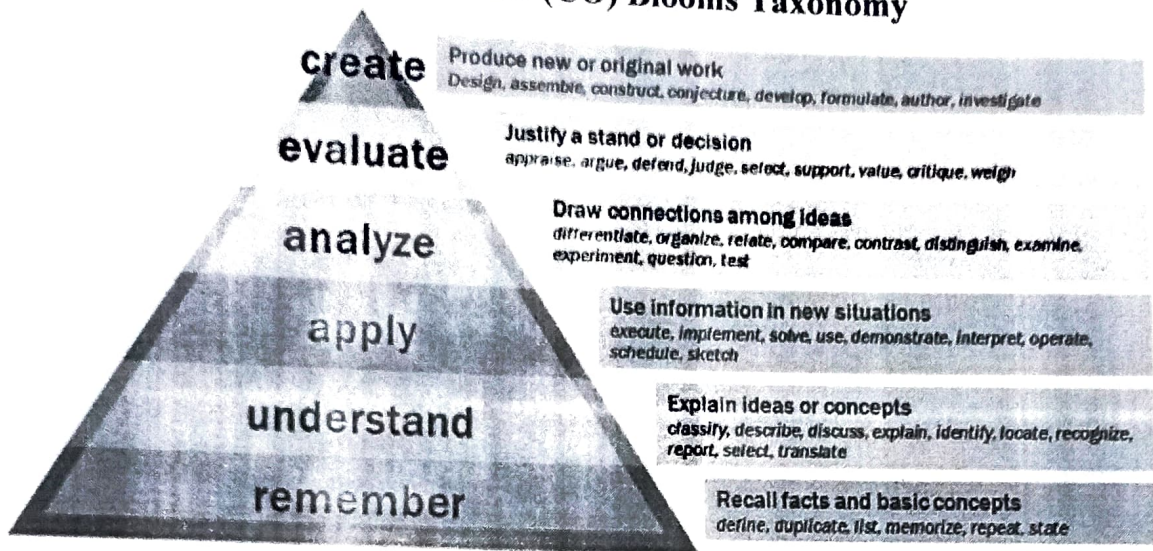 (CO) Blooms Taxonomy
create
Produce new or original work
Design, assemble, construct, conjecture, develop, formulate, author, investigate
evaluate
Justify a stand or decision
appraise, argue, defend, judge, select, support, value, critique, weigh
analyze
Draw connections among ideas
differentiate, organize, relate, compare, contrast, distinguish, examine,
experiment, question, test
apply
Use information in new situations
execute, implement, solve, use, demonstrate, interpret, operate,
schedule, sketch
understand
Explain ideas or concepts
classify, describe, discuss, explain, identify, locate, recognize,
report, select, translate
remember
Recall facts and basic concepts
define, duplicate, list, memorize, repeat, state